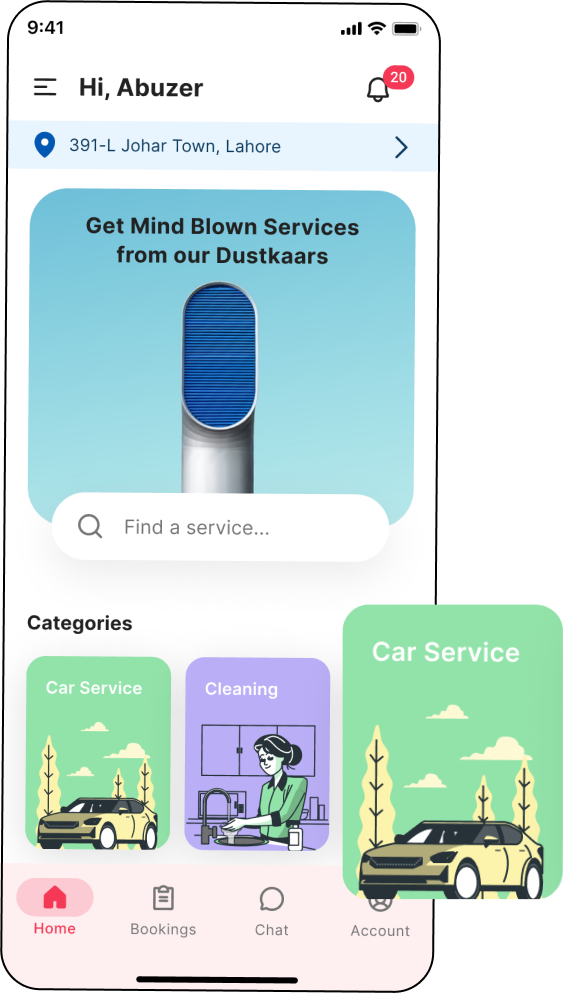 9:41
Hi, Abuzer
20
391-L Johar Town, Lahore
Get Mind Blown Services
from our Dustkaars
Find a service...
Categories
Car Service
Cleaning
Car Service
Home
Bookings
Chat
Account